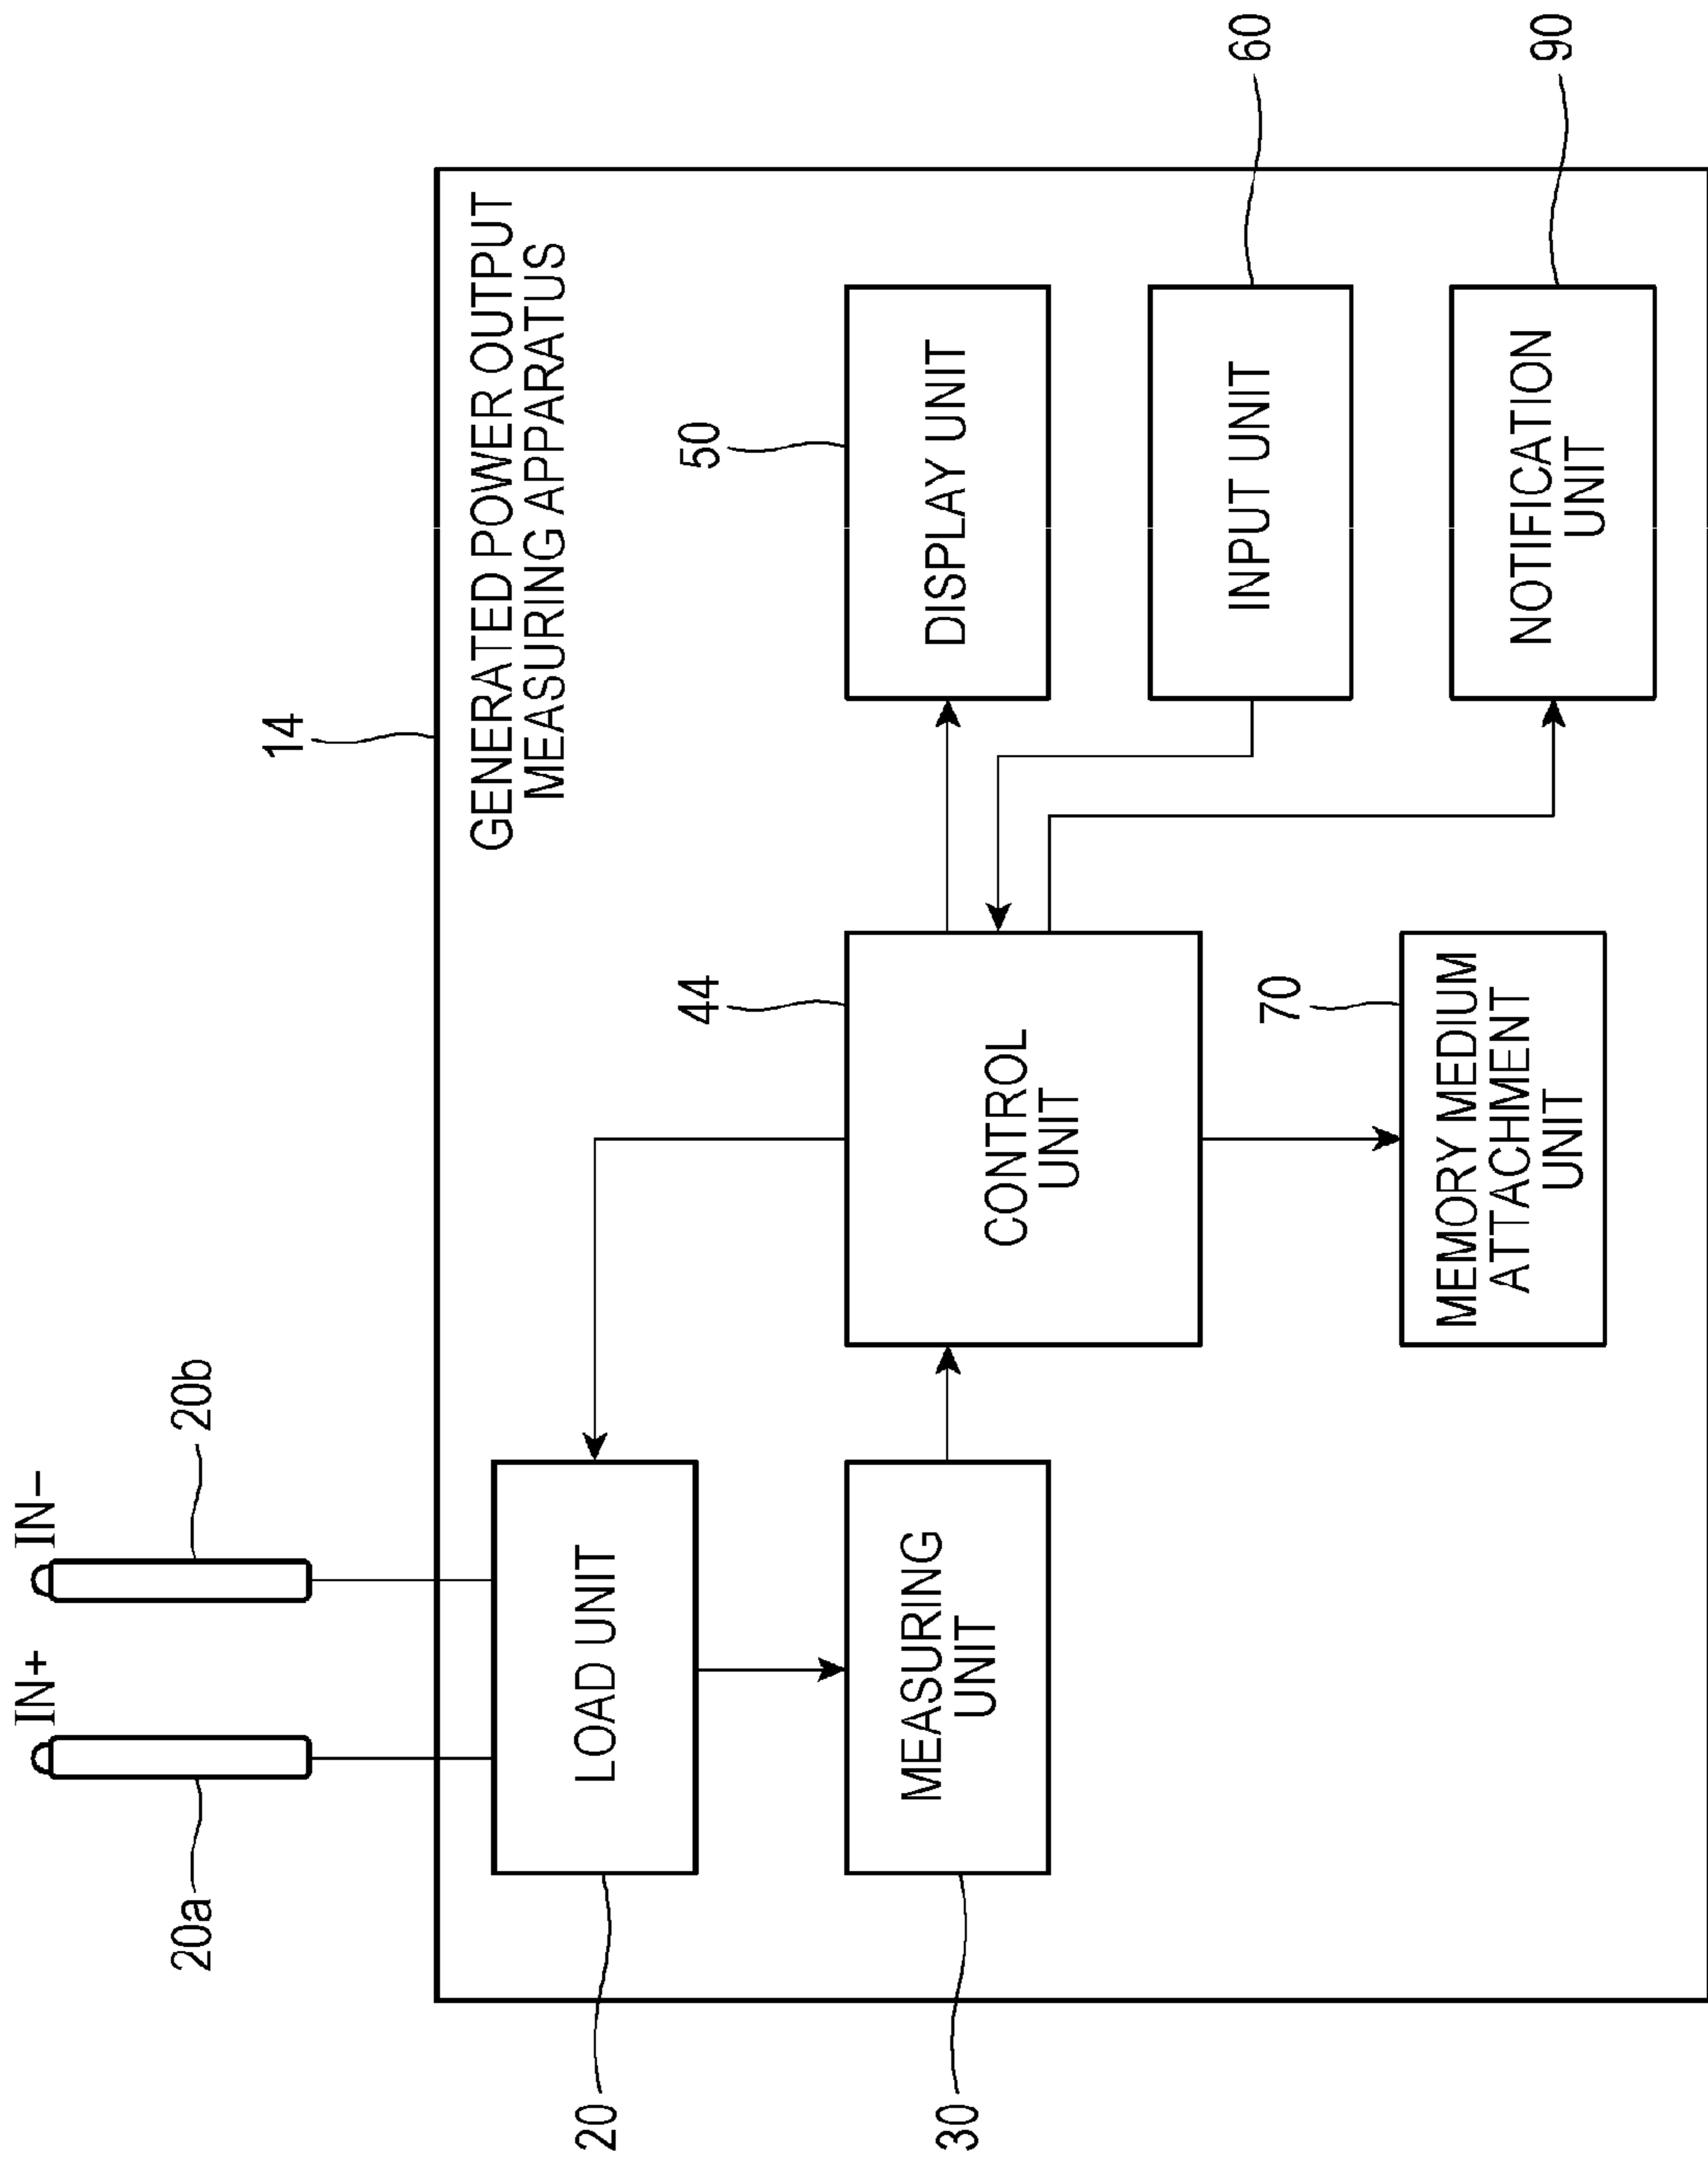 IN+
IN−
20a
20b
14
GENERATED POWER OUTPUT
MEASURING APPARATUS
20
LOAD UNIT
30
MEASURING
UNIT
44
CONTROL
UNIT
50
DISPLAY UNIT
INPUT UNIT
60
70
MEMORY MEDIUM
ATTACHMENT
UNIT
NOTIFICATION
UNIT
90